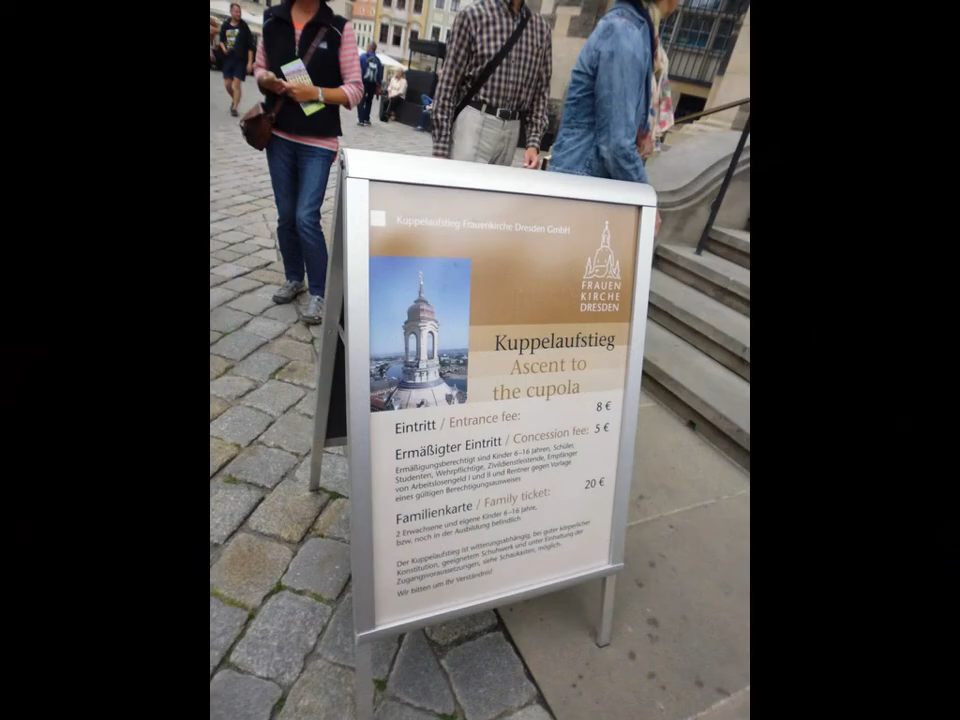 Kuppelaufstieg Frauenkirche Dresden GmbH
FRAUEN
KIRCHE
DRESDEN
Kuppelaufstieg
Ascent to
the cupola
Eintritt / Entrance fee: 8 €
Ermäßigter Eintritt / Concession fee: 5 €
Ermäßigungsberechtigt sind Kinder 6–16 Jahren, Schüler,
Studenten, Wehrpflichtige, Zivildienstleistende, Empfänger
von Arbeitslosengeld I und II und Rentner gegen Vorlage
eines gültigen Berechtigungsausweises
Familienkarte / Family ticket: 20 €
2 Erwachsene und eigene Kinder 6–16 Jahre,
bzw. noch in der Ausbildung befindlich
Der Kuppelaufstieg ist witterungsabhängig, bei guter körperlicher
Konstitution, geeignetem Schuhwerk und unter Einhaltung der
Zugangsvoraussetzungen, siehe Schaukasten, möglich.
Wir bitten um Ihr Verständnis!